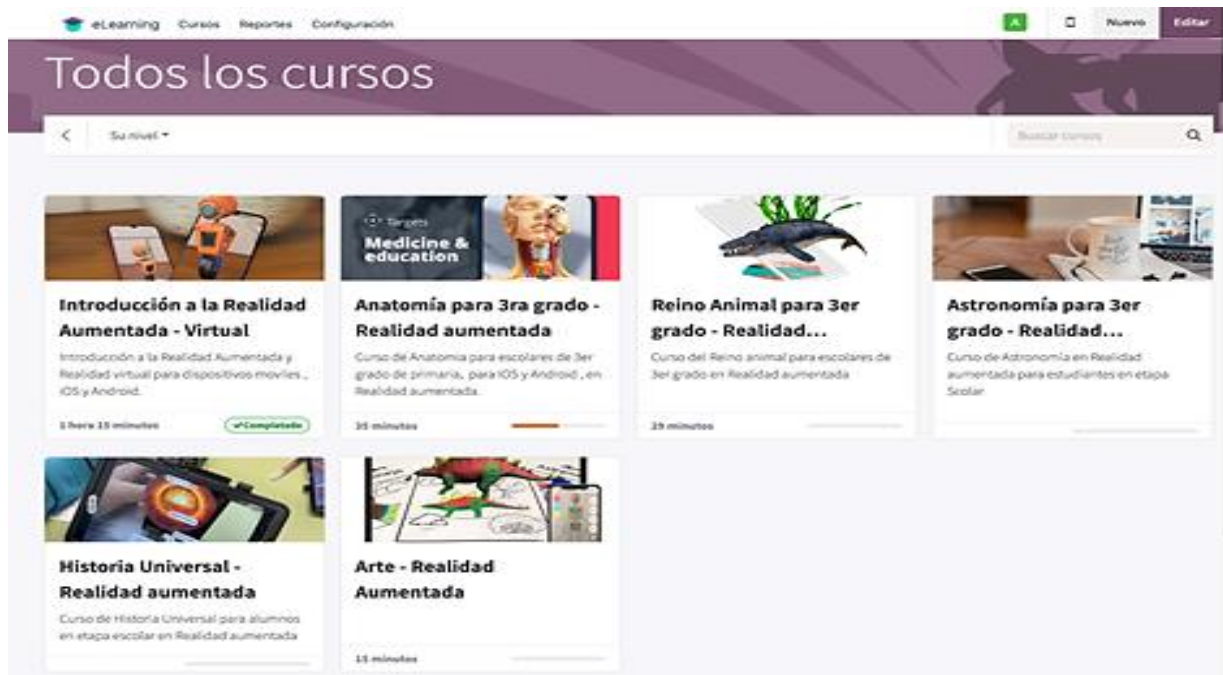 eLearning Cursos Reportes Configuración A Nuevo Editar
Todos los cursos
Su nivel Buscar cursos
Targets
Medicine &
education
Introducción a la Realidad
Aumentada - Virtual
Introducción a la Realidad Aumentada y
Realidad virtual para dispositivos moviles ,
iOS y Android.
1 hora 15 minutos Completado
Anatomía para 3ra grado -
Realidad aumentada
Curso de Anatomia para escolares de 3er
grado de primaria, para IOS y Android , en
Realidad aumentada.
35 minutos
Reino Animal para 3er
grado - Realidad...
Curso del Reino animal para escolares de
3er grado en Realidad aumentada
29 minutos
Astronomía para 3er
grado - Realidad...
Curso de Astronomía en Realidad
aumentada para estudiantes en etapa
Scolar
Historia Universal -
Realidad aumentada
Curso de Historia Universal para alumnos
en etapa escolar en Realidad aumentada
Arte - Realidad
Aumentada
15 minutos